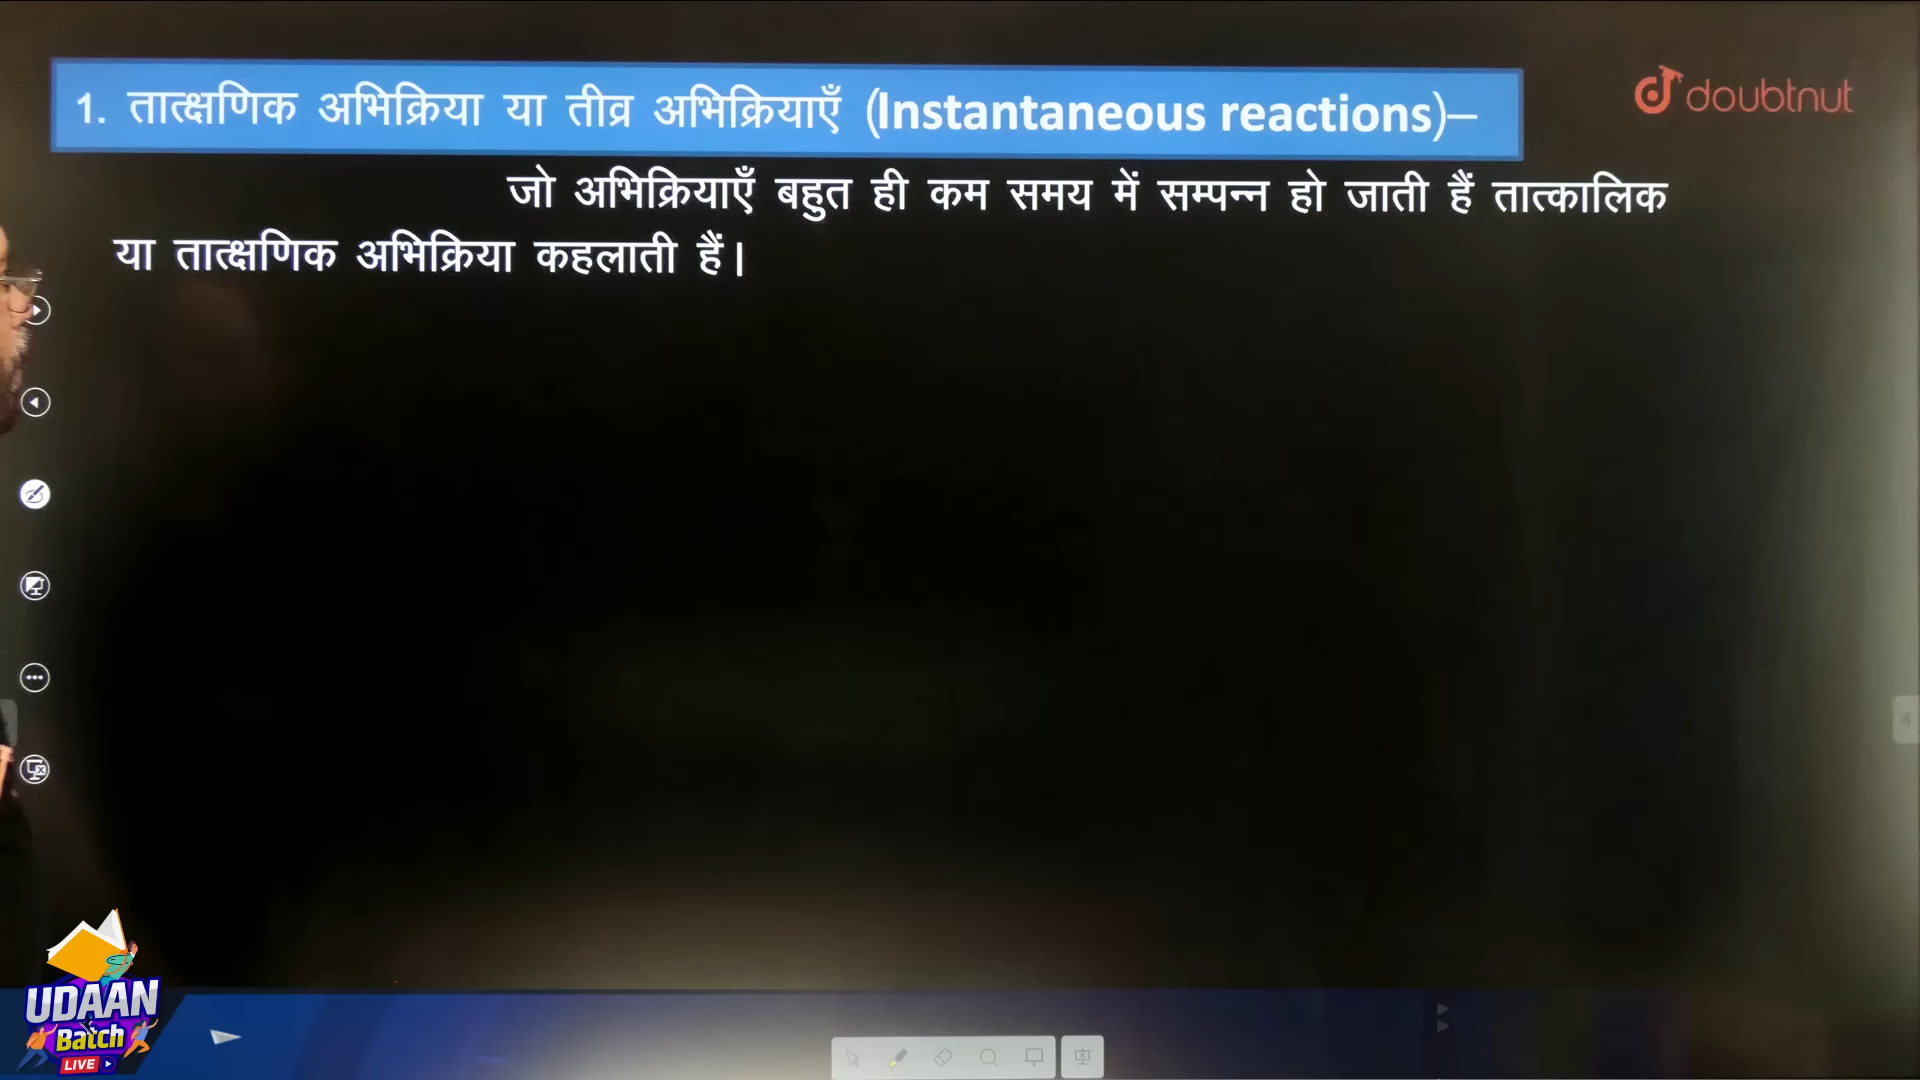 1. तात्क्षणिक अभिक्रिया या तीव्र अभिक्रियाएँ (Instantaneous reactions)–
doubtnut
जो अभिक्रियाएँ बहुत ही कम समय में सम्पन्न हो जाती हैं तात्कालिक
या तात्क्षणिक अभिक्रिया कहलाती हैं।
UDAAN
Batch
LIVE